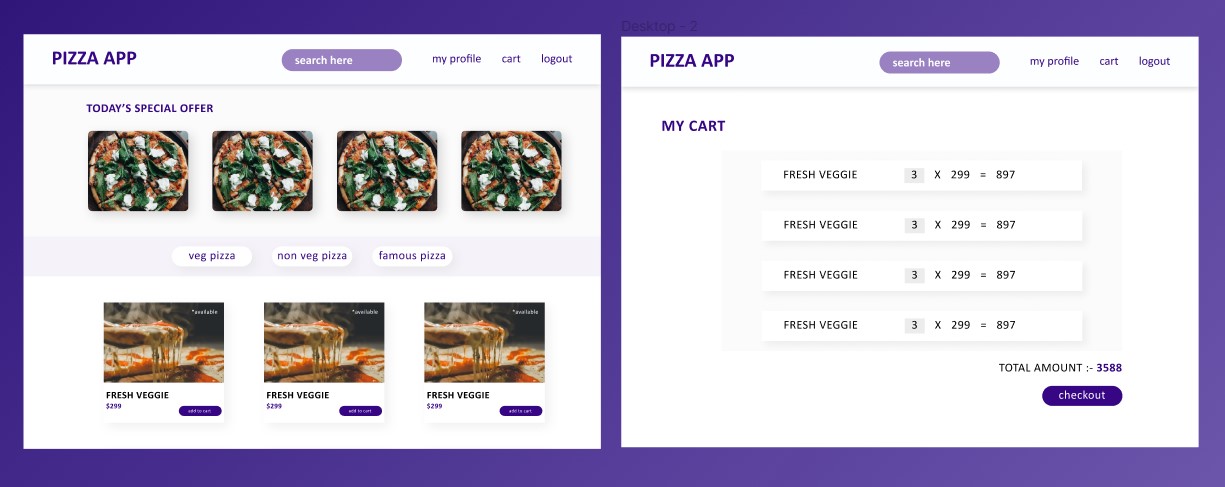 PIZZA APP
search here
my profile cart logout
TODAY'S SPECIAL OFFER
veg pizza non veg pizza famous pizza
*available *available *available
FRESH VEGGIE FRESH VEGGIE FRESH VEGGIE
$299 $299 $299
add to cart add to cart add to cart
Desktop - 2
PIZZA APP
search here
my profile cart logout
MY CART
FRESH VEGGIE 3 X 299 = 897
FRESH VEGGIE 3 X 299 = 897
FRESH VEGGIE 3 X 299 = 897
FRESH VEGGIE 3 X 299 = 897
TOTAL AMOUNT :- 3588
checkout